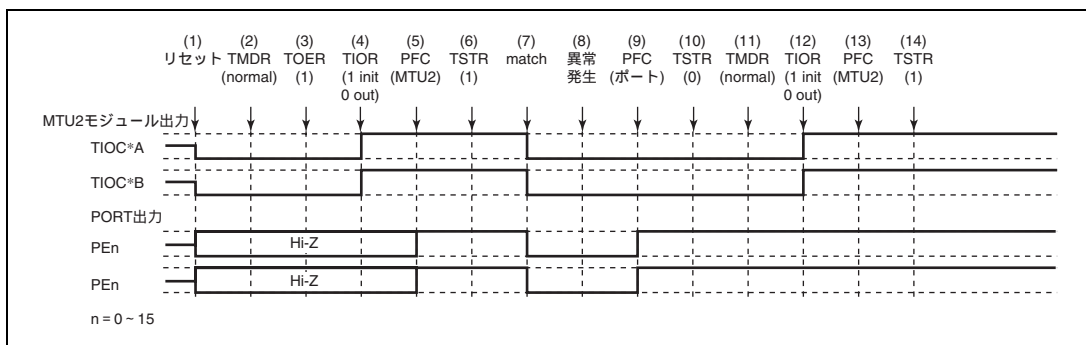 (1) (2) (3) (4) (5) (6) (7) (8) (9) (10) (11) (12) (13) (14)
リセット TMDR TOER TIOR PFC TSTR match 異常 PFC TSTR TMDR TIOR PFC TSTR
(normal) (1) (1 init (MTU2) (1) 発生 (ポート) (0) (normal) (1 init (MTU2) (1)
0 out) 0 out)
MTU2モジュール出力
TIOC*A
TIOC*B
PORT出力
PEn Hi-Z
PEn Hi-Z
n = 0 ~ 15